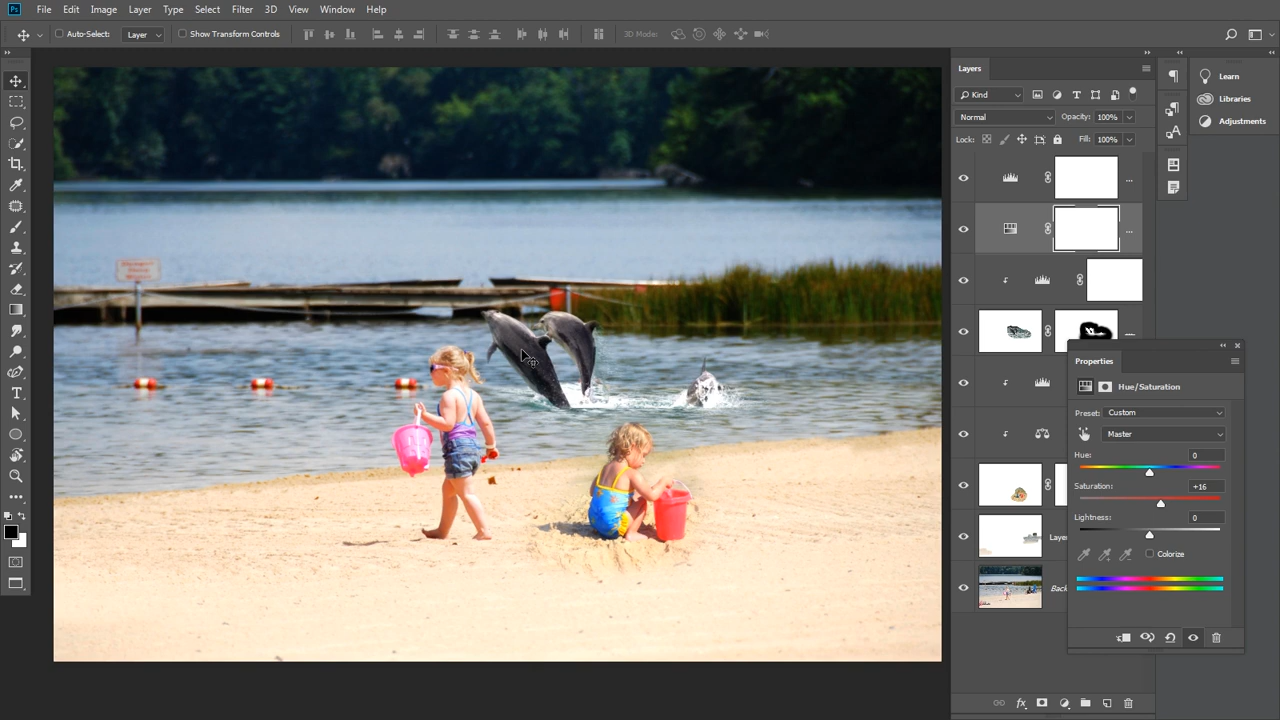 Ps File Edit Image Layer Type Select Filter 3D View Window Help
Auto-Select: Layer Show Transform Controls 3D Mode:
Layers
Kind
Normal Opacity: 100%
Lock: Fill: 100%
...
...
Laye
Back
Learn
Libraries
Adjustments
Properties
Hue/Saturation
Preset: Custom
Master
Hue: 0
Saturation: +16
Lightness: 0
Colorize